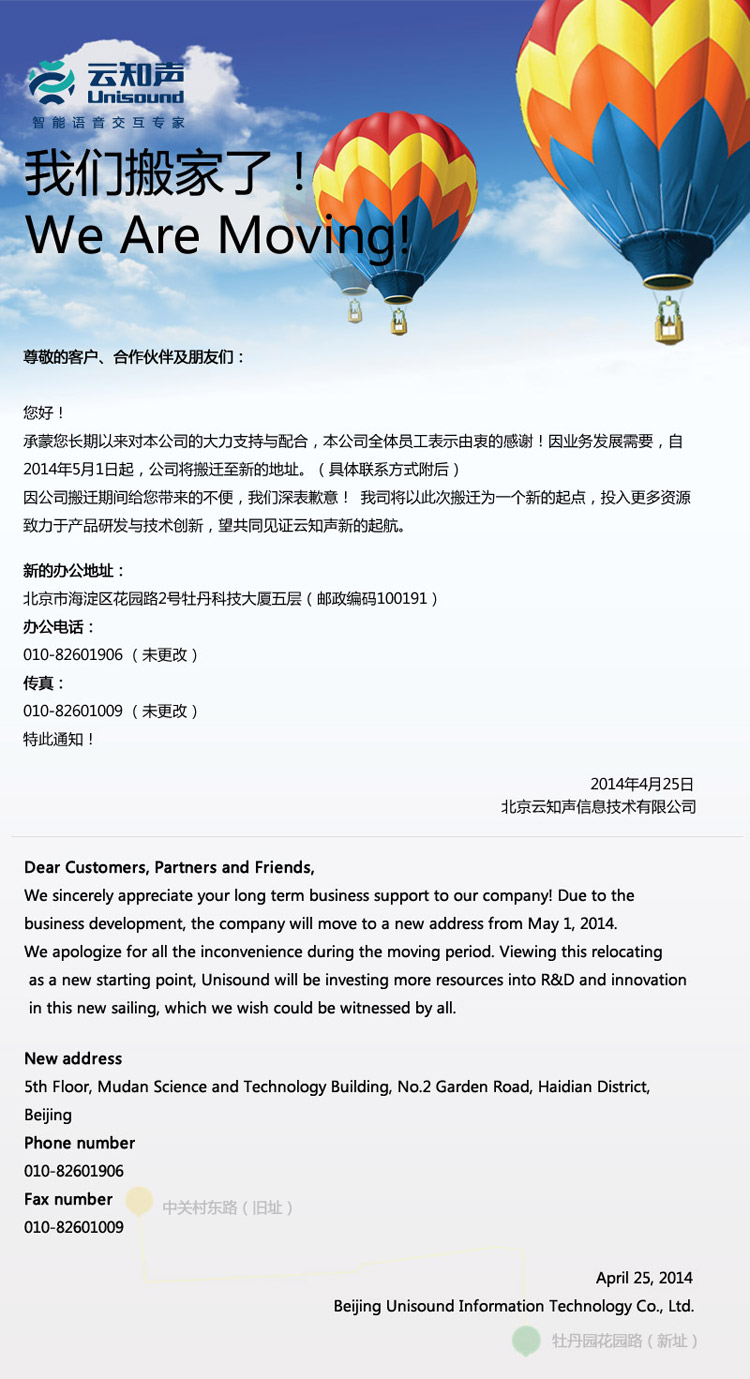 云知声
Unisound
智能语音交互专家
我们搬家了！
We Are Moving!
尊敬的客户、合作伙伴及朋友们：
您好！
承蒙您长期以来对本公司的大力支持与配合，本公司全体员工表示由衷的感谢！因业务发展需要，自
2014年5月1日起，公司将搬迁至新的地址。（具体联系方式附后）
因公司搬迁期间给您带来的不便，我们深表歉意！ 我司将以此次搬迁为一个新的起点，投入更多资源
致力于产品研发与技术创新，望共同见证云知声新的起航。
新的办公地址：
北京市海淀区花园路2号牡丹科技大厦五层（邮政编码100191）
办公电话：
010-82601906（未更改）
传真：
010-82601009（未更改）
特此通知！
2014年4月25日
北京云知声信息技术有限公司
Dear Customers, Partners and Friends,
We sincerely appreciate your long term business support to our company! Due to the
business development, the company will move to a new address from May 1, 2014.
We apologize for all the inconvenience during the moving period. Viewing this relocating
as a new starting point, Unisound will be investing more resources into R&D and innovation
in this new sailing, which we wish could be witnessed by all.
New address
5th Floor, Mudan Science and Technology Building, No.2 Garden Road, Haidian District,
Beijing
Phone number
010-82601906
Fax number
中关村东路（旧址）
010-82601009
April 25, 2014
Beijing Unisound Information Technology Co., Ltd.
牡丹园花园路（新址）